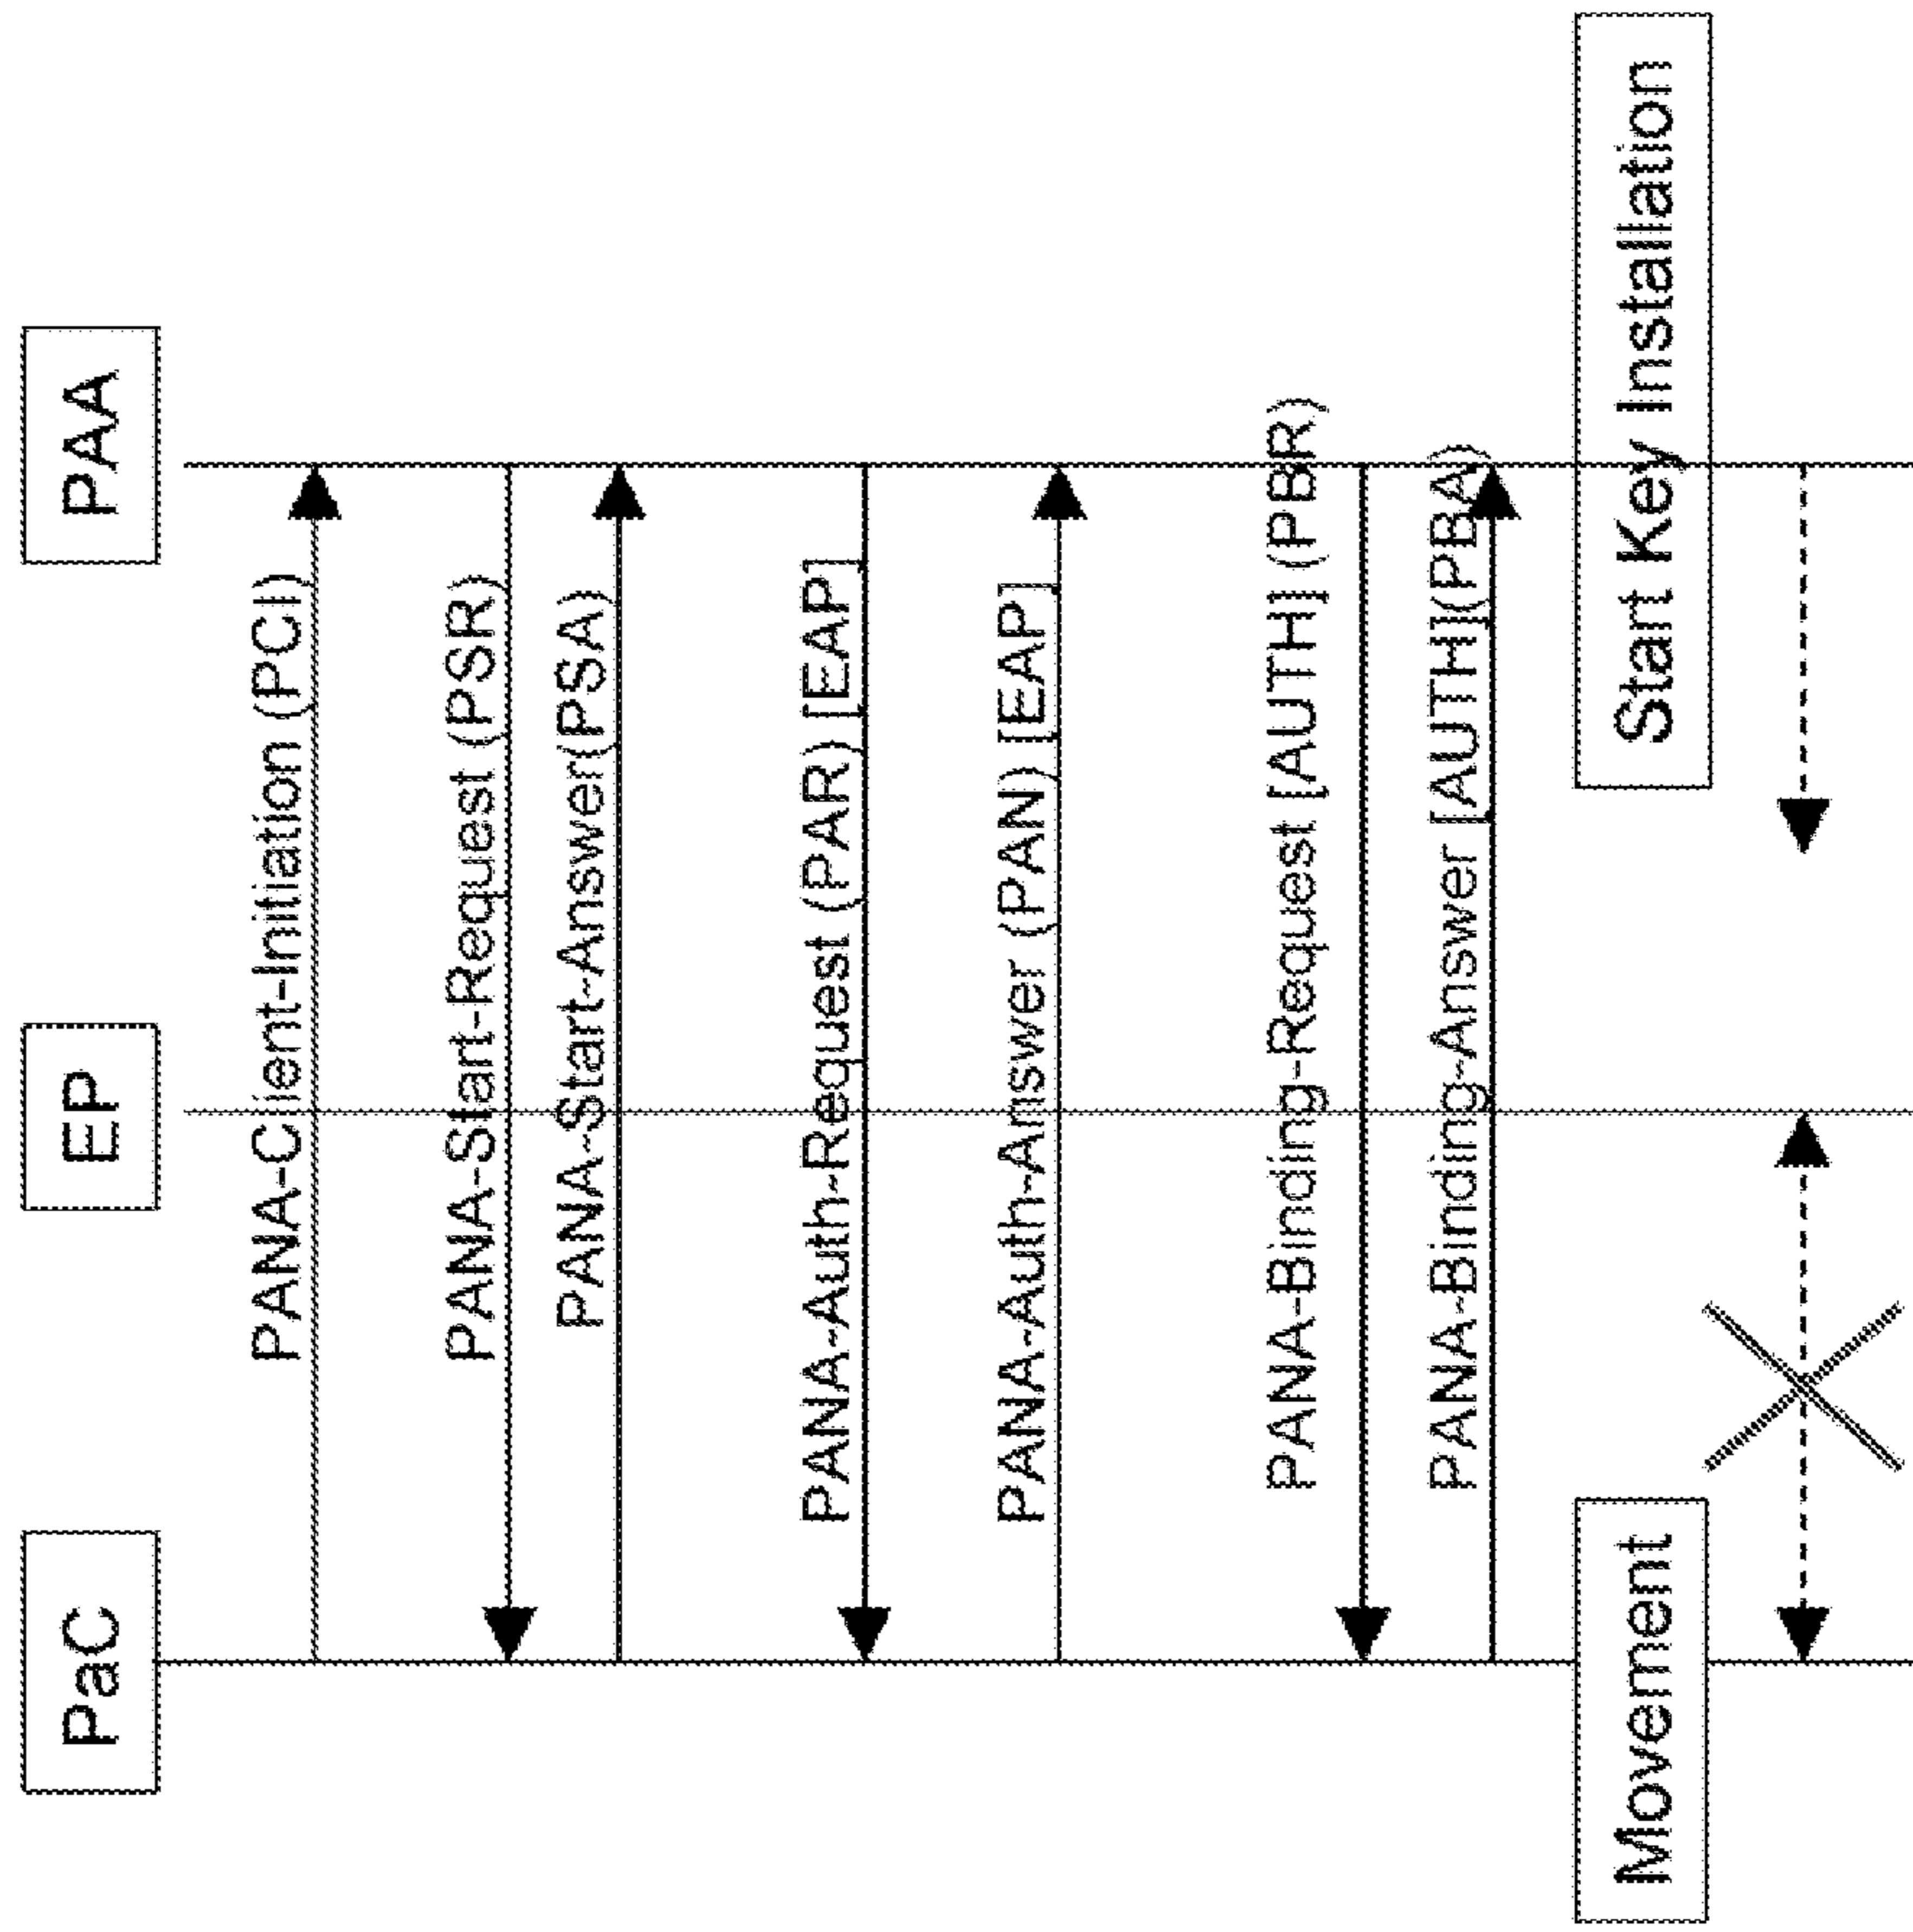 PaC
EP
PAA
PANA-Client-Initiation (PCI)
PANA-Start-Request (PSR)
PANA-Start-Answer(PSA)
PANA-Auth-Request (PAR) [EAP]
PANA-Auth-Answer (PAN) [EAP]
PANA-Binding-Request [AUTH] (PBR)
PANA-Binding-Answer [AUTH](PBA)
Movement
Start Key Installation